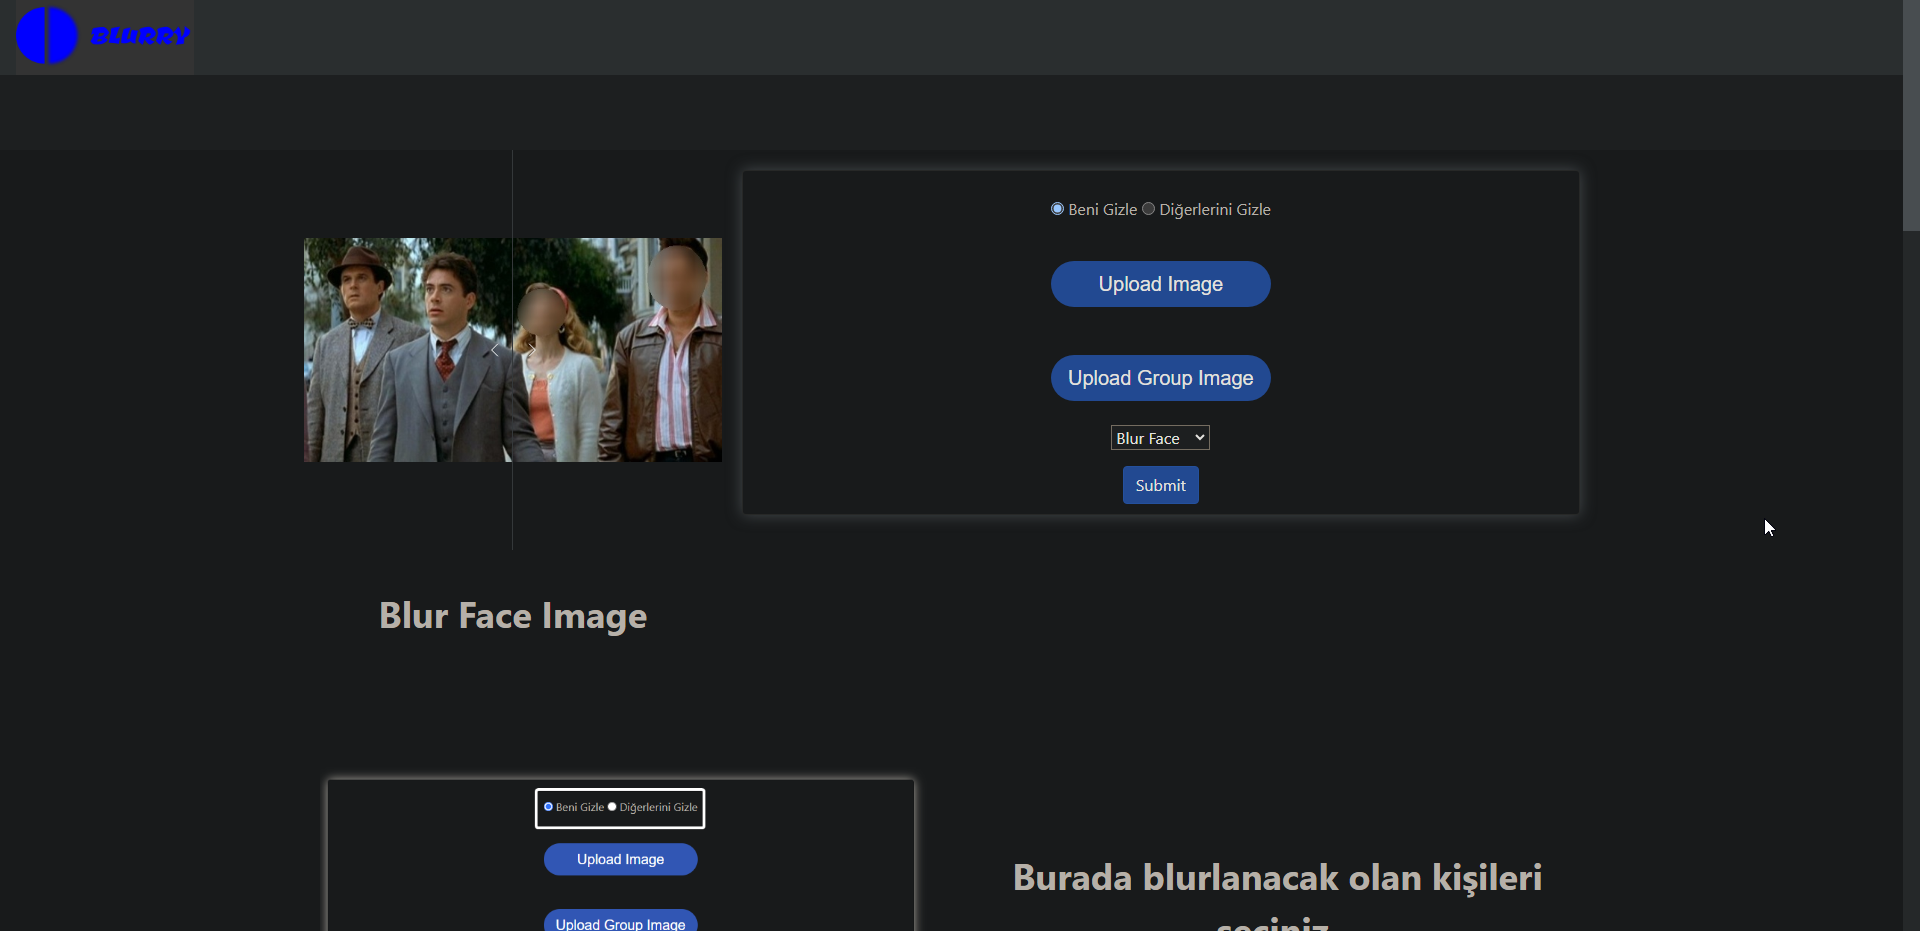 BLURRY
Beni Gizle Diğerlerini Gizle
Upload Image
Upload Group Image
Blur Face
Submit
Blur Face Image
Beni Gizle Diğerlerini Gizle
Upload Image
Upload Group Image
Burada blurlanacak olan kişileri
seçiniz